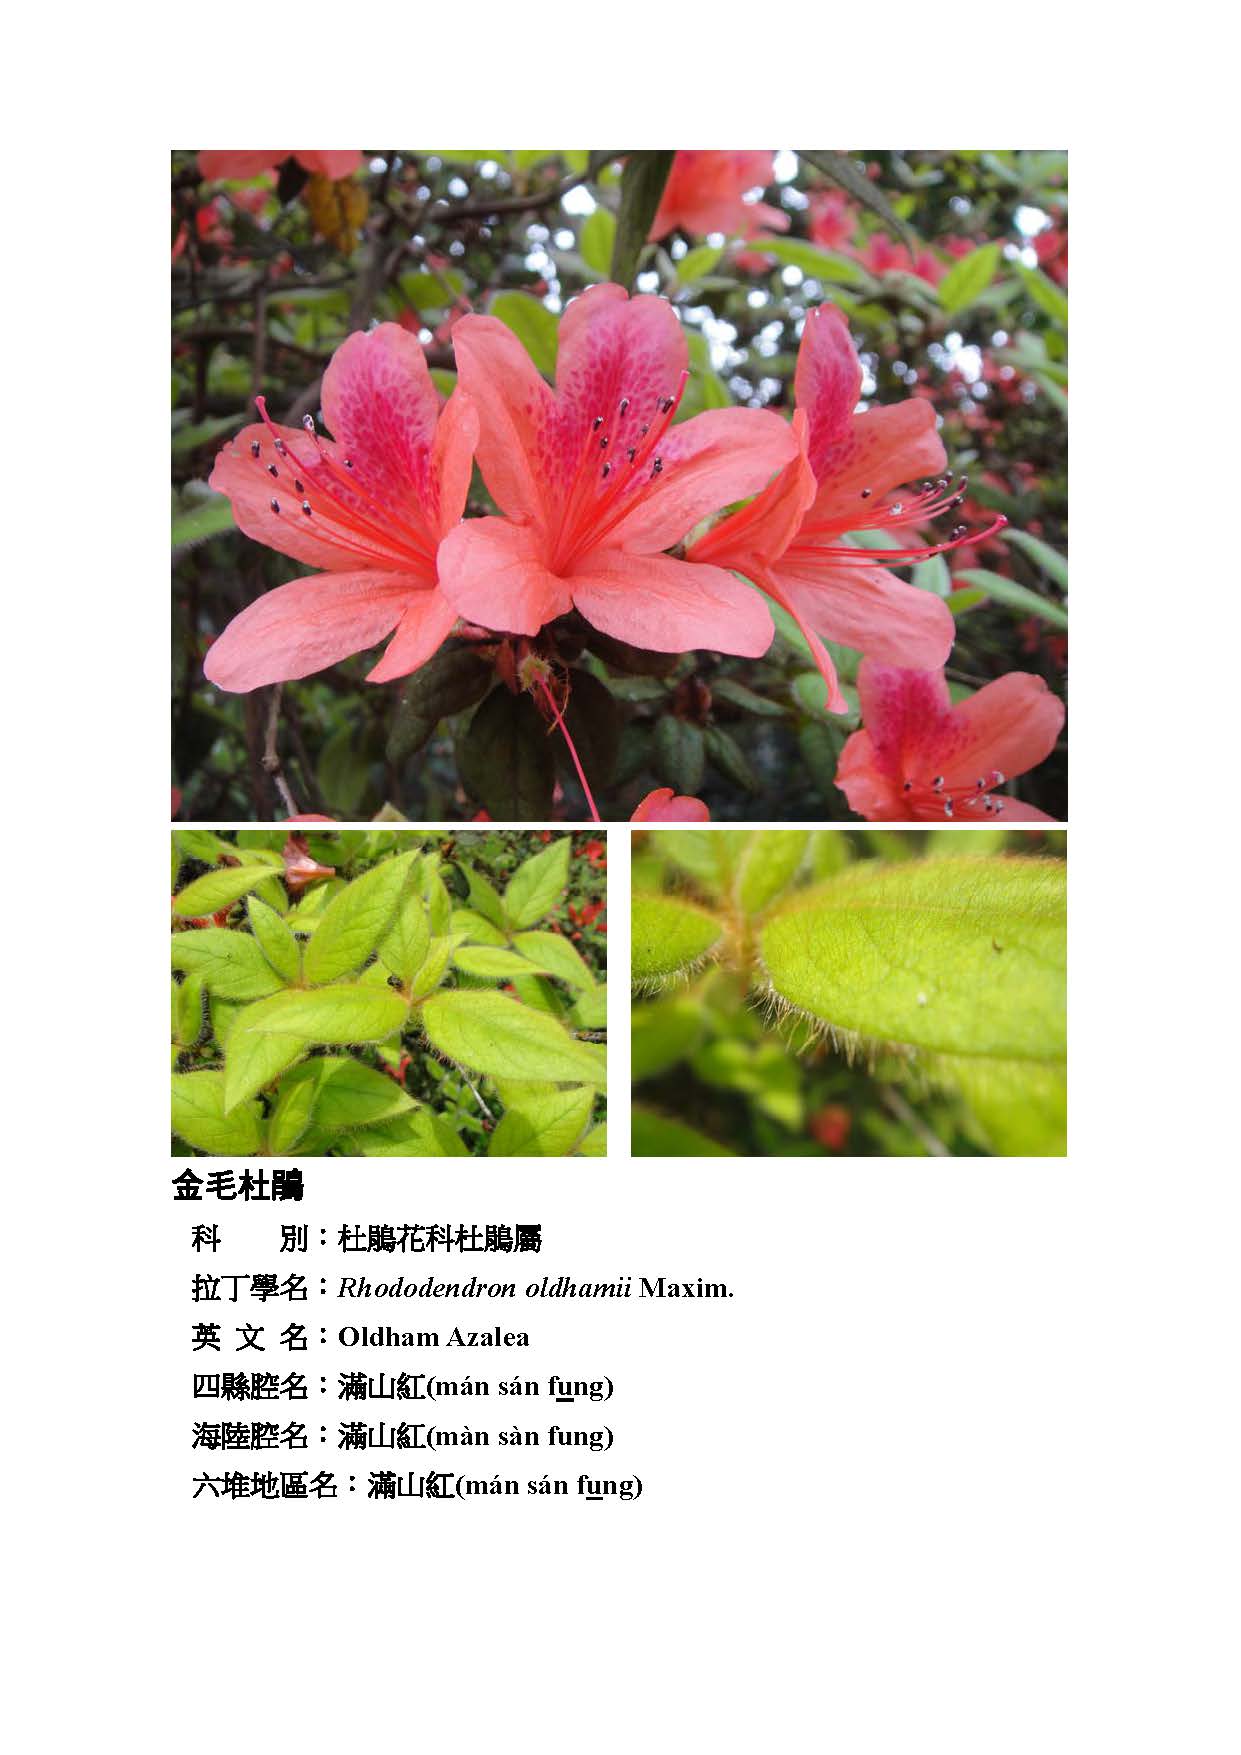 金毛杜鵑
科　　別：杜鵑花科杜鵑屬
拉丁學名：Rhododendron oldhamii Maxim.
英 文 名：Oldham Azalea
四縣腔名：滿山紅(mán sán fung)
海陸腔名：滿山紅(màn sàn fung)
六堆地區名：滿山紅(mán sán fung)